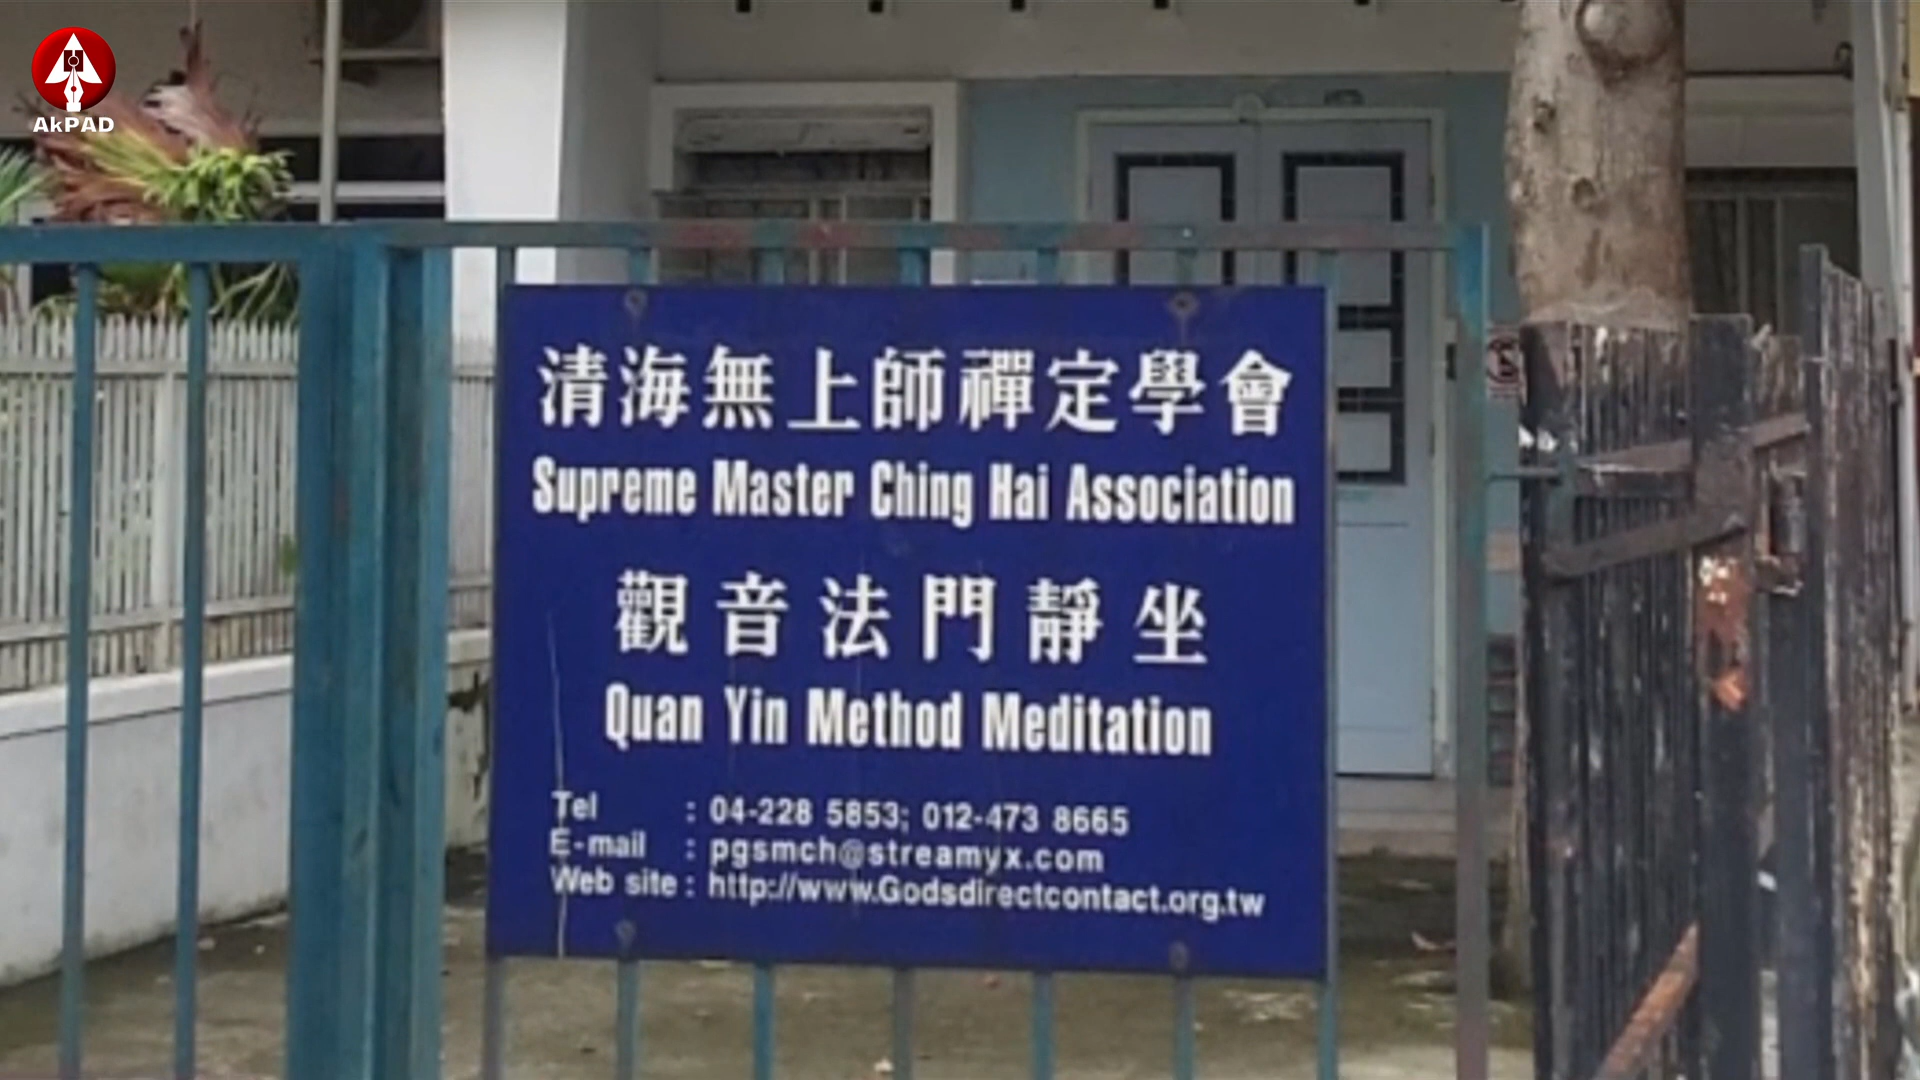 AkPAD
清海無上師禪定學會
Supreme Master Ching Hai Association
觀音法門靜坐
Quan Yin Method Meditation
Tel : 04-228 5853; 012-473 8665
E-mail : pgsmch@streamyx.com
Web site : http://www.Godsdirectcontact.org.tw